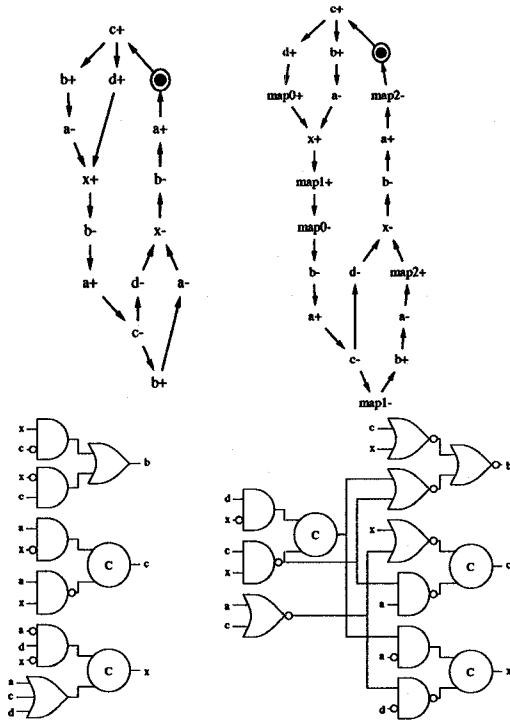 c+
b+ d+
a- a+
x+ b-
b- x-
a+ d- a-
c-
b+
c+
d+ b+
map0+ a- map2-
x+ a+
map1+ b-
map0- x-
b- d- map2+
a+ a-
c- b+
map1-
x
c
b
x
c
a
x
C
c
a
x
a
d
x
C
x
a
c
d
c
x
b
d
x
C
c
x
a
c
x
C
c
a
a
C
x
d